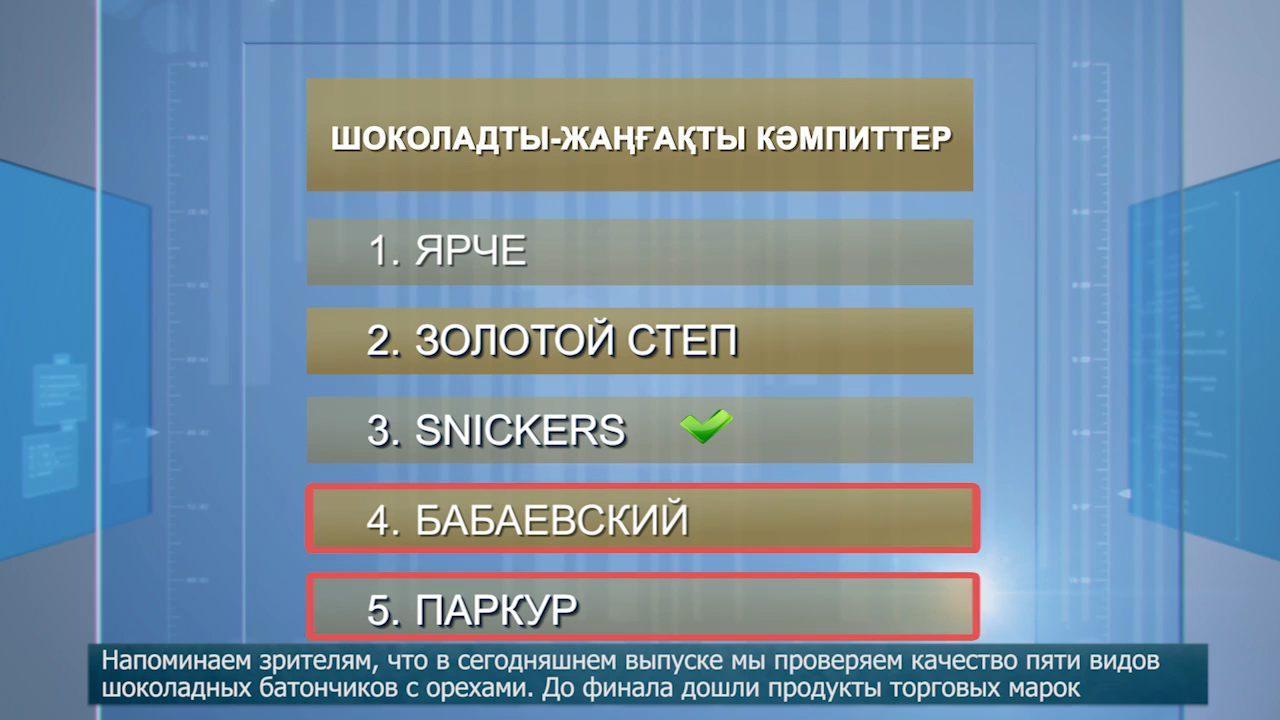 ШОКОЛАДТЫ-ЖАҢҒАҚТЫ КӘМПИТТЕР
1. ЯРЧЕ
2. ЗОЛОТОЙ СТЕП
3. SNICKERS
4. БАБАЕВСКИЙ
5. ПАРКУР
Напоминаем зрителям, что в сегодняшнем выпуске мы проверяем качество пяти видов
шоколадных батончиков с орехами. До финала дошли продукты торговых марок